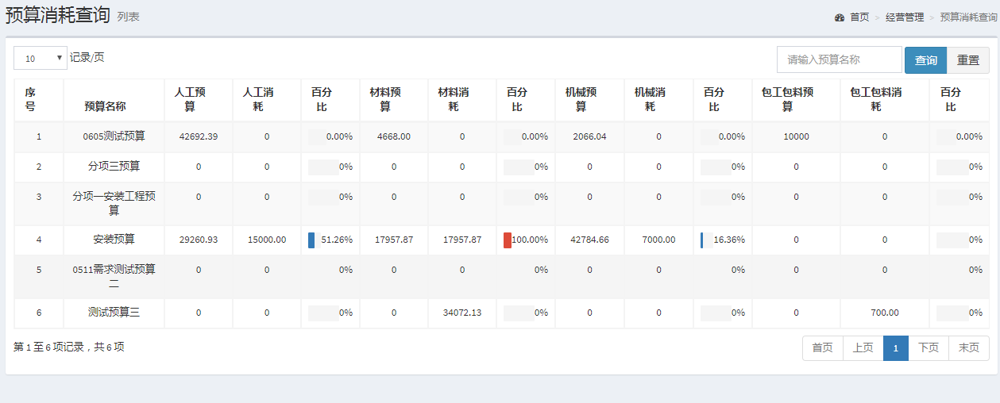 预算消耗查询 列表
首页 > 经营管理 > 预算消耗查询
10 ▼ 记录/页 请输入预算名称 查询 重置
序号 预算名称 人工预算 人工消耗 百分比 材料预算 材料消耗 百分比 机械预算 机械消耗 百分比 包工包料预算 包工包料消耗 百分比
1 0605测试预算 42692.39 0 0.00% 4668.00 0 0.00% 2066.04 0 0.00% 10000 0 0.00%
2 分项三预算 0 0 0% 0 0 0% 0 0 0% 0 0 0%
3 分项一安装工程预算 0 0 0% 0 0 0% 0 0 0% 0 0 0%
4 安装预算 29260.93 15000.00 51.26% 17957.87 17957.87 100.00% 42784.66 7000.00 16.36% 0 0 0%
5 0511需求测试预算二 0 0 0% 0 0 0% 0 0 0% 0 0 0%
6 测试预算三 0 0 0% 0 34072.13 0% 0 0 0% 0 700.00 0%
第 1 至 6 项记录，共 6 项
首页 上页 1 下页 末页